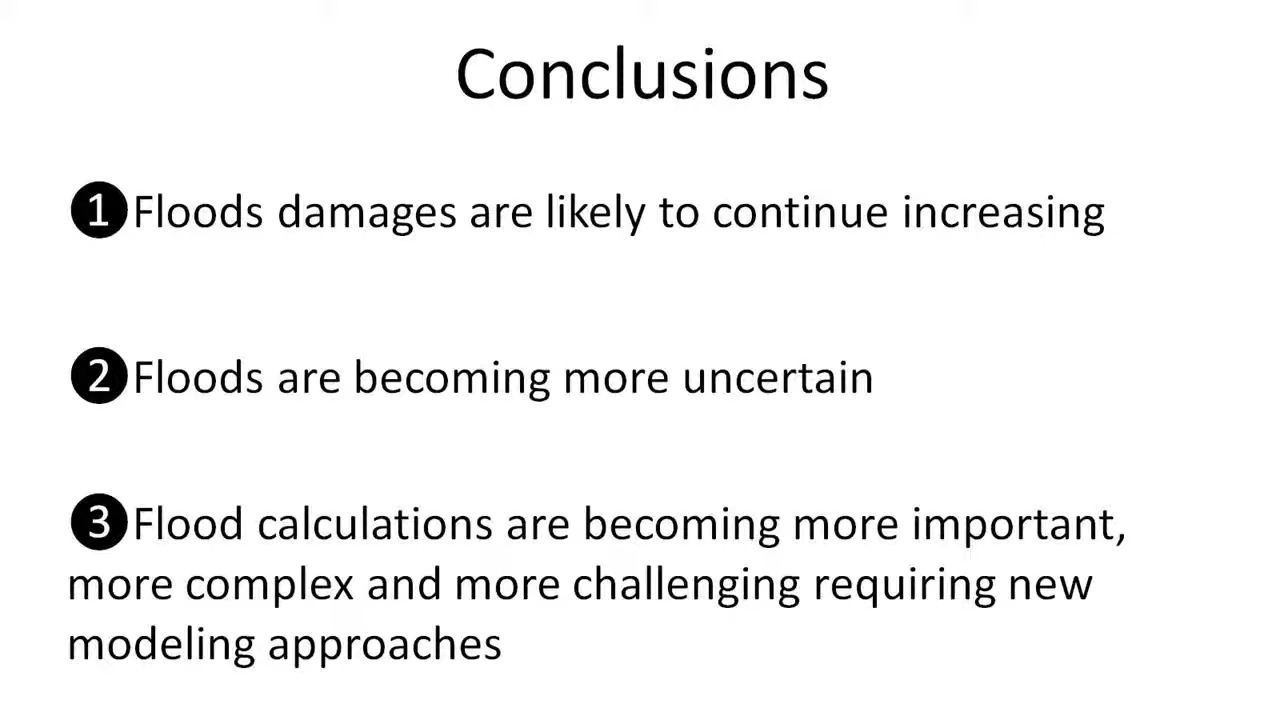 Conclusions
❶Floods damages are likely to continue increasing
❷Floods are becoming more uncertain
❸Flood calculations are becoming more important,
more complex and more challenging requiring new
modeling approaches